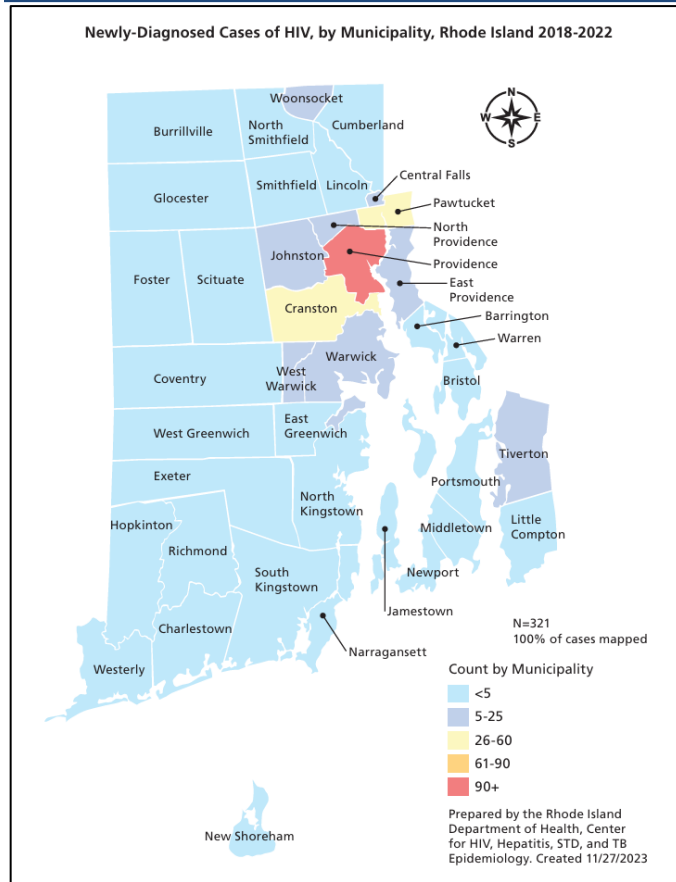 Newly-Diagnosed Cases of HIV, by Municipality, Rhode Island 2018-2022
N
W
E
S
Woonsocket
Burrillville
North
Smithfield
Cumberland
Central Falls
Glocester
Smithfield
Lincoln
Pawtucket
North
Providence
Johnston
Providence
Foster
Scituate
East
Providence
Cranston
Barrington
Warren
Warwick
Coventry
West
Warwick
Bristol
West Greenwich
East
Greenwich
Tiverton
Exeter
Portsmouth
North
Kingstown
Hopkinton
Middletown
Little
Compton
Richmond
South
Kingstown
Newport
Jamestown
Charlestown
Narragansett
Westerly
New Shoreham
N=321
100% of cases mapped
Count by Municipality
<5
5-25
26-60
61-90
90+
Prepared by the Rhode Island
Department of Health, Center
for HIV, Hepatitis, STD, and TB
Epidemiology. Created 11/27/2023